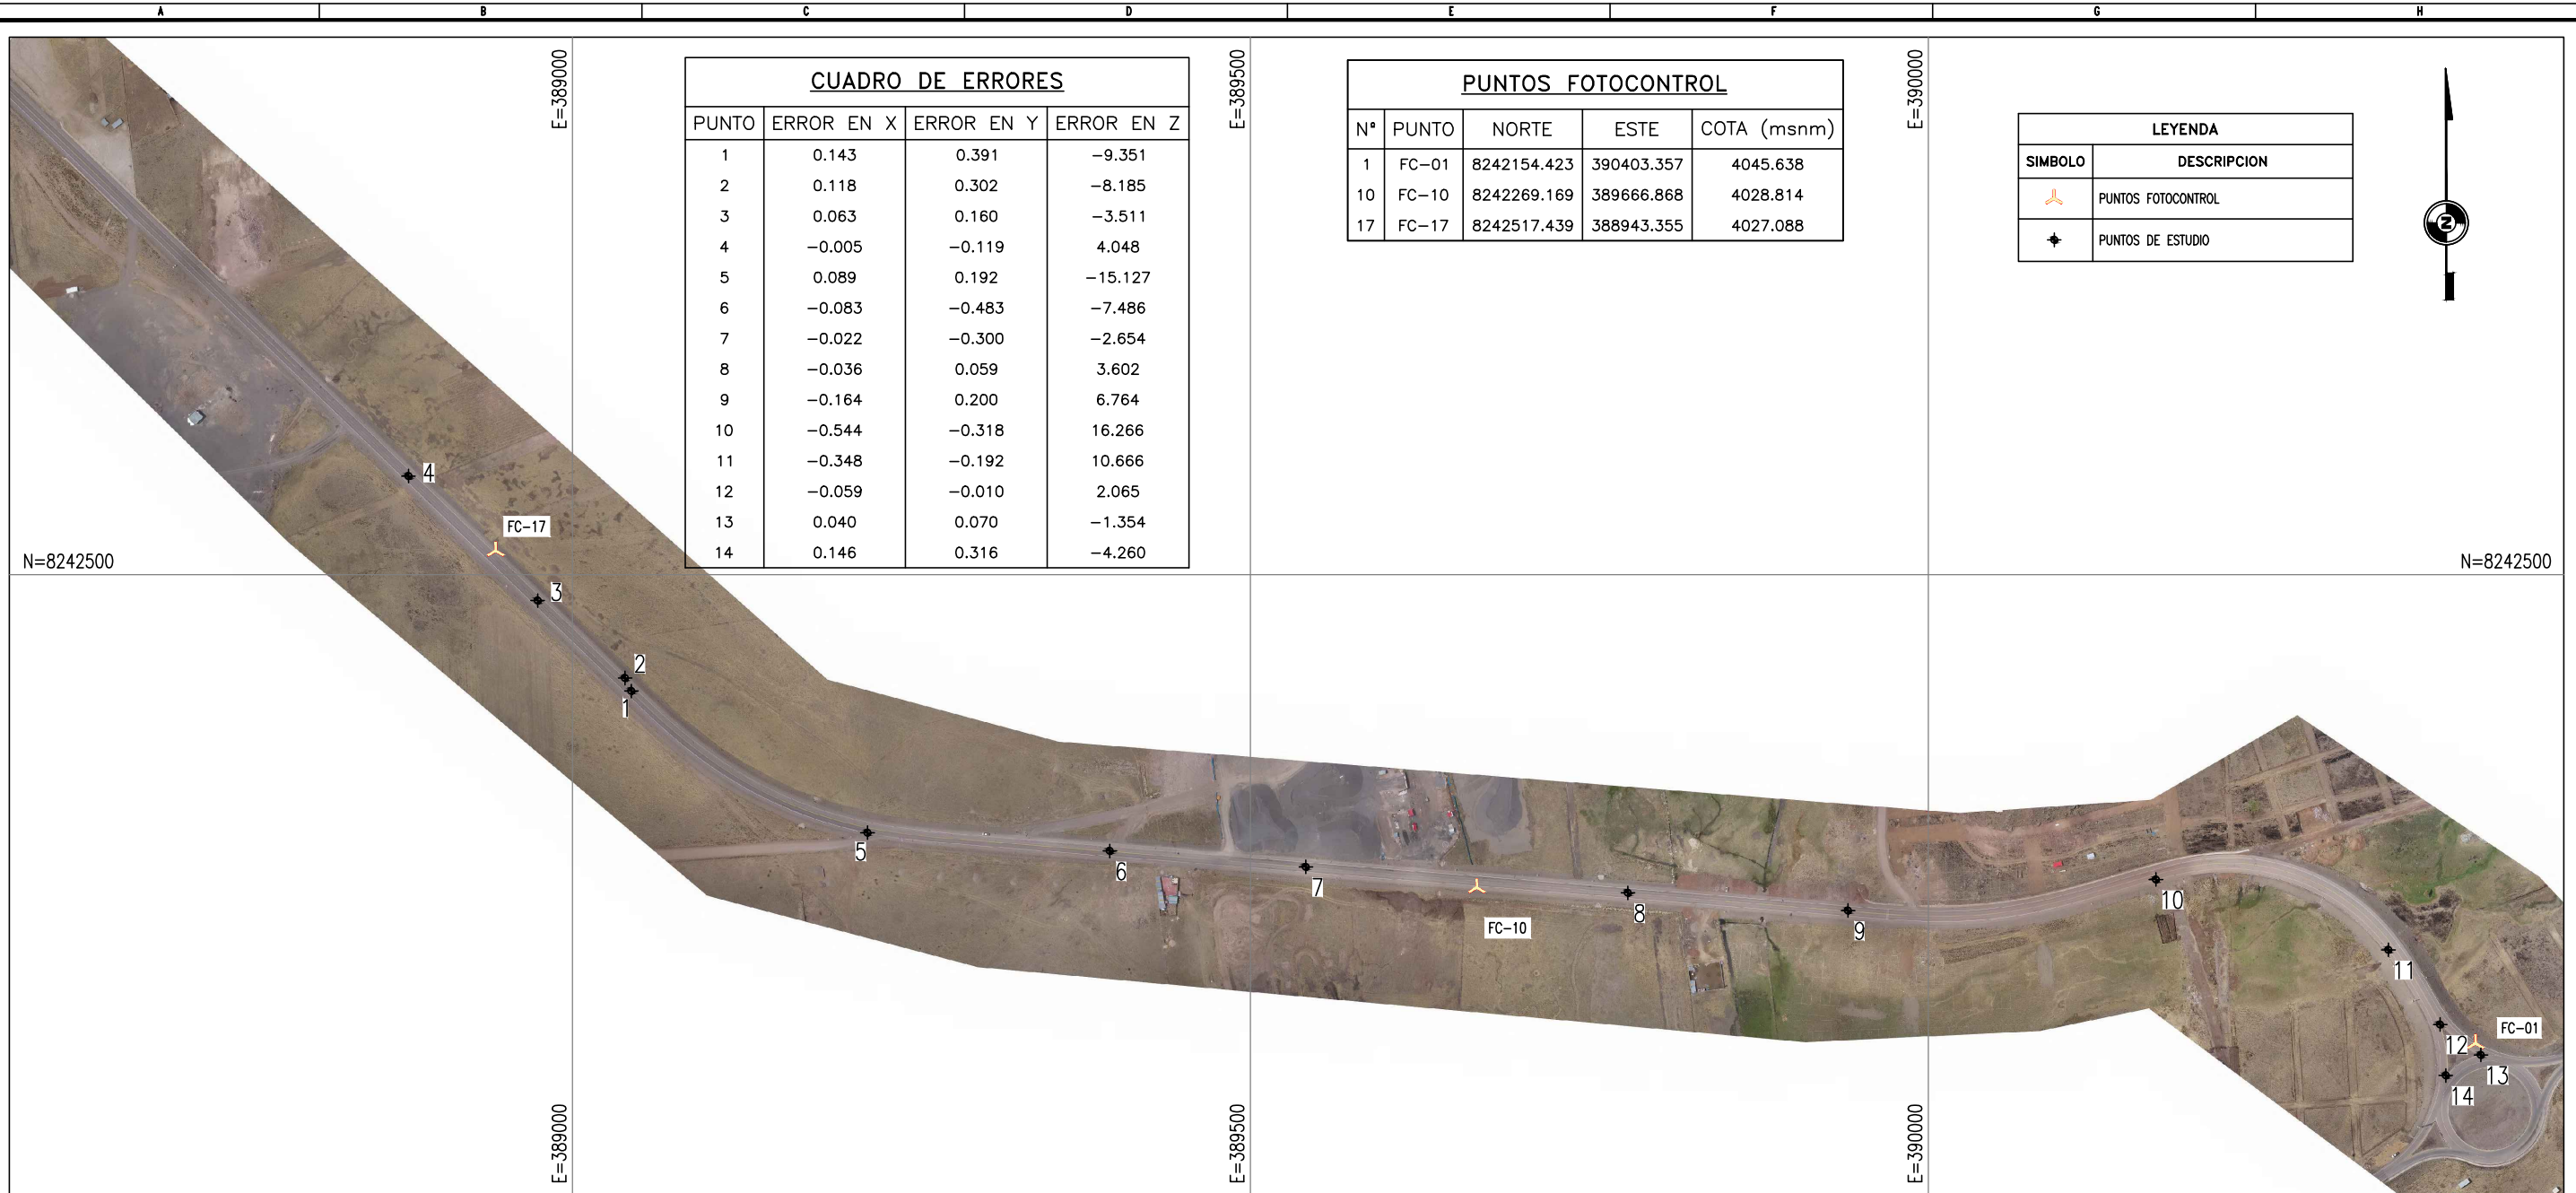 A B C D E F G H
E=389000
E=389500
E=390000
CUADRO DE ERRORES
PUNTO ERROR EN X ERROR EN Y ERROR EN Z
1 0.143 0.391 −9.351
2 0.118 0.302 −8.185
3 0.063 0.160 −3.511
4 −0.005 −0.119 4.048
5 0.089 0.192 −15.127
6 −0.083 −0.483 −7.486
7 −0.022 −0.300 −2.654
8 −0.036 0.059 3.602
9 −0.164 0.200 6.764
10 −0.544 −0.318 16.266
11 −0.348 −0.192 10.666
12 −0.059 −0.010 2.065
13 0.040 0.070 −1.354
14 0.146 0.316 −4.260
PUNTOS FOTOCONTROL
Nº PUNTO NORTE ESTE COTA (msnm)
1 FC−01 8242154.423 390403.357 4045.638
10 FC−10 8242269.169 389666.868 4028.814
17 FC−17 8242517.439 388943.355 4027.088
LEYENDA
SIMBOLO DESCRIPCION
PUNTOS FOTOCONTROL
PUNTOS DE ESTUDIO
N
4
FC−17
N=8242500
N=8242500
3
2
1
5
6
7
FC−10
8
9
10
11
FC−01
12
13
14
E=389000
E=389500
E=390000